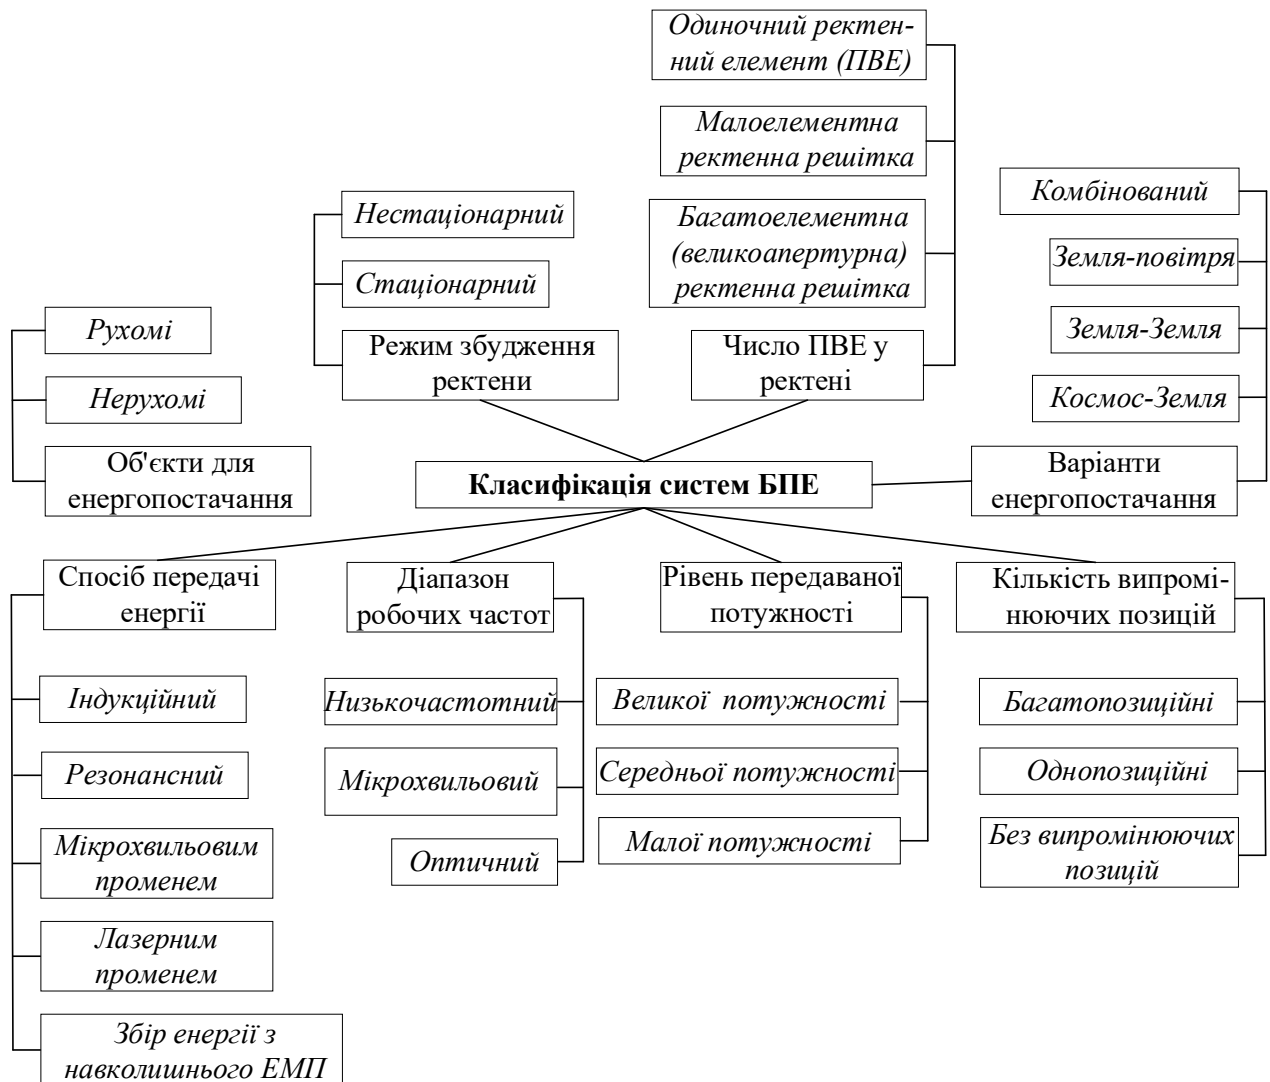 Одиночний ректен-
ний елемент (ПВЕ)
Малоелементна
ректенна решітка
Багатоелементна
(великоапертурна)
ректенна решітка
Число ПВЕ у
ректені
Нестаціонарний
Стаціонарний
Режим збудження
ректени
Комбінований
Земля-повітря
Земля-Земля
Космос-Земля
Варіанти
енергопостачання
Рухомі
Нерухомі
Об'єкти для
енергопостачання
Класифікація систем БПЕ
Спосіб передачі
енергії
Індукційний
Резонансний
Мікрохвильовим
променем
Лазерним
променем
Збір енергії з
навколишнього ЕМП
Діапазон
робочих частот
Низькочастотний
Мікрохвильовий
Оптичний
Рівень передаваної
потужності
Великої потужності
Середньої потужності
Малої потужності
Кількість випромі-
нюючих позицій
Багатопозиційні
Однопозиційні
Без випромінюючих
позицій